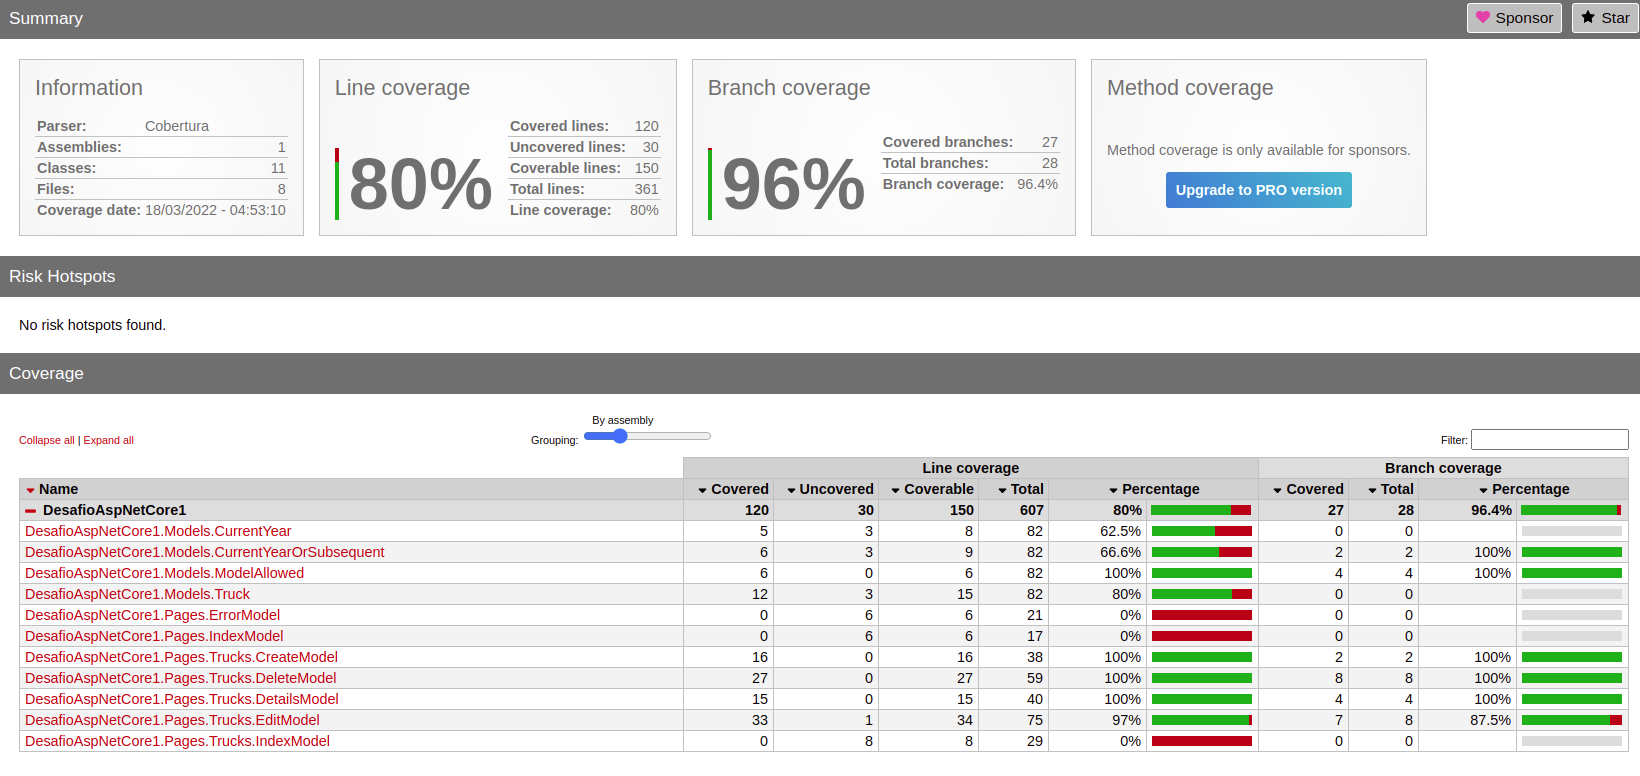 Summary
Sponsor
Star
Information
Parser: Cobertura
Assemblies: 1
Classes: 11
Files: 8
Coverage date: 18/03/2022 - 04:53:10
Line coverage
80%
Covered lines: 120
Uncovered lines: 30
Coverable lines: 150
Total lines: 361
Line coverage: 80%
Branch coverage
96%
Covered branches: 27
Total branches: 28
Branch coverage: 96.4%
Method coverage
Method coverage is only available for sponsors.
Upgrade to PRO version
Risk Hotspots
No risk hotspots found.
Coverage
Collapse all | Expand all
By assembly
Grouping:
Filter:
Line coverage Branch coverage
Name Covered Uncovered Coverable Total Percentage Covered Total Percentage
DesafioAspNetCore1 120 30 150 607 80% 27 28 96.4%
DesafioAspNetCore1.Models.CurrentYear 5 3 8 82 62.5% 0 0
DesafioAspNetCore1.Models.CurrentYearOrSubsequent 6 3 9 82 66.6% 2 2 100%
DesafioAspNetCore1.Models.ModelAllowed 6 0 6 82 100% 4 4 100%
DesafioAspNetCore1.Models.Truck 12 3 15 82 80% 0 0
DesafioAspNetCore1.Pages.ErrorModel 0 6 6 21 0% 0 0
DesafioAspNetCore1.Pages.IndexModel 0 6 6 17 0% 0 0
DesafioAspNetCore1.Pages.Trucks.CreateModel 16 0 16 38 100% 2 2 100%
DesafioAspNetCore1.Pages.Trucks.DeleteModel 27 0 27 59 100% 8 8 100%
DesafioAspNetCore1.Pages.Trucks.DetailsModel 15 0 15 40 100% 4 4 100%
DesafioAspNetCore1.Pages.Trucks.EditModel 33 1 34 75 97% 7 8 87.5%
DesafioAspNetCore1.Pages.Trucks.IndexModel 0 8 8 29 0% 0 0